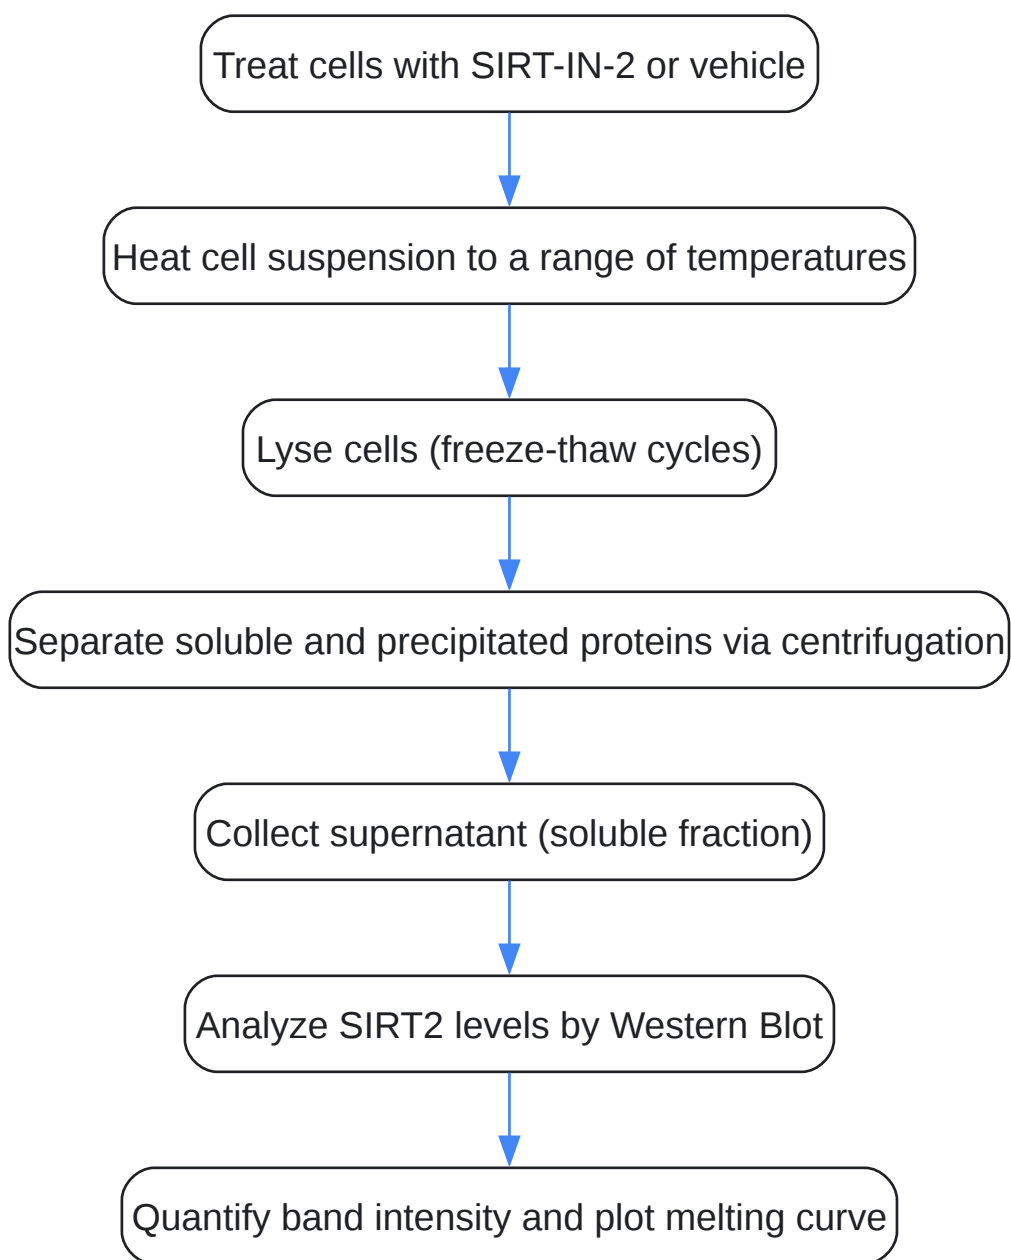 Treat cells with SIRT-IN-2 or vehicle
Heat cell suspension to a range of temperatures
Lyse cells (freeze-thaw cycles)
Separate soluble and precipitated proteins via centrifugation
Collect supernatant (soluble fraction)
Analyze SIRT2 levels by Western Blot
Quantify band intensity and plot melting curve